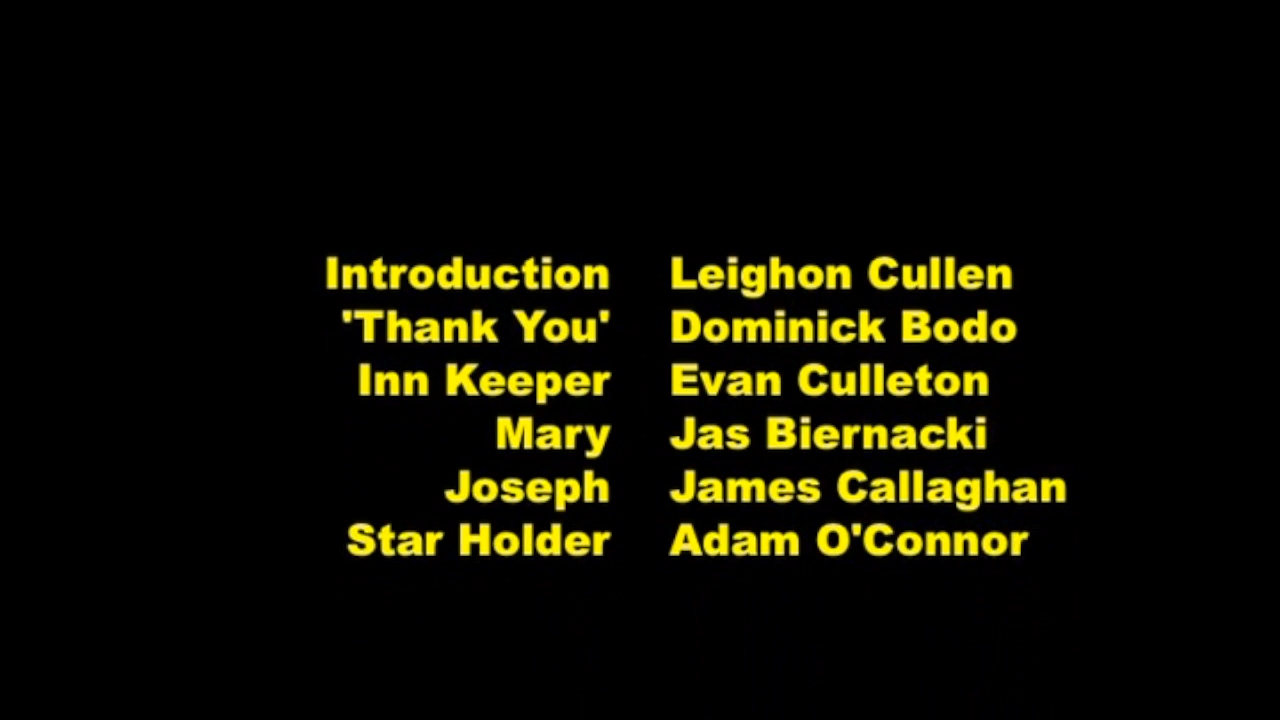 Introduction Leighon Cullen
'Thank You' Dominick Bodo
Inn Keeper Evan Culleton
Mary Jas Biernacki
Joseph James Callaghan
Star Holder Adam O'Connor